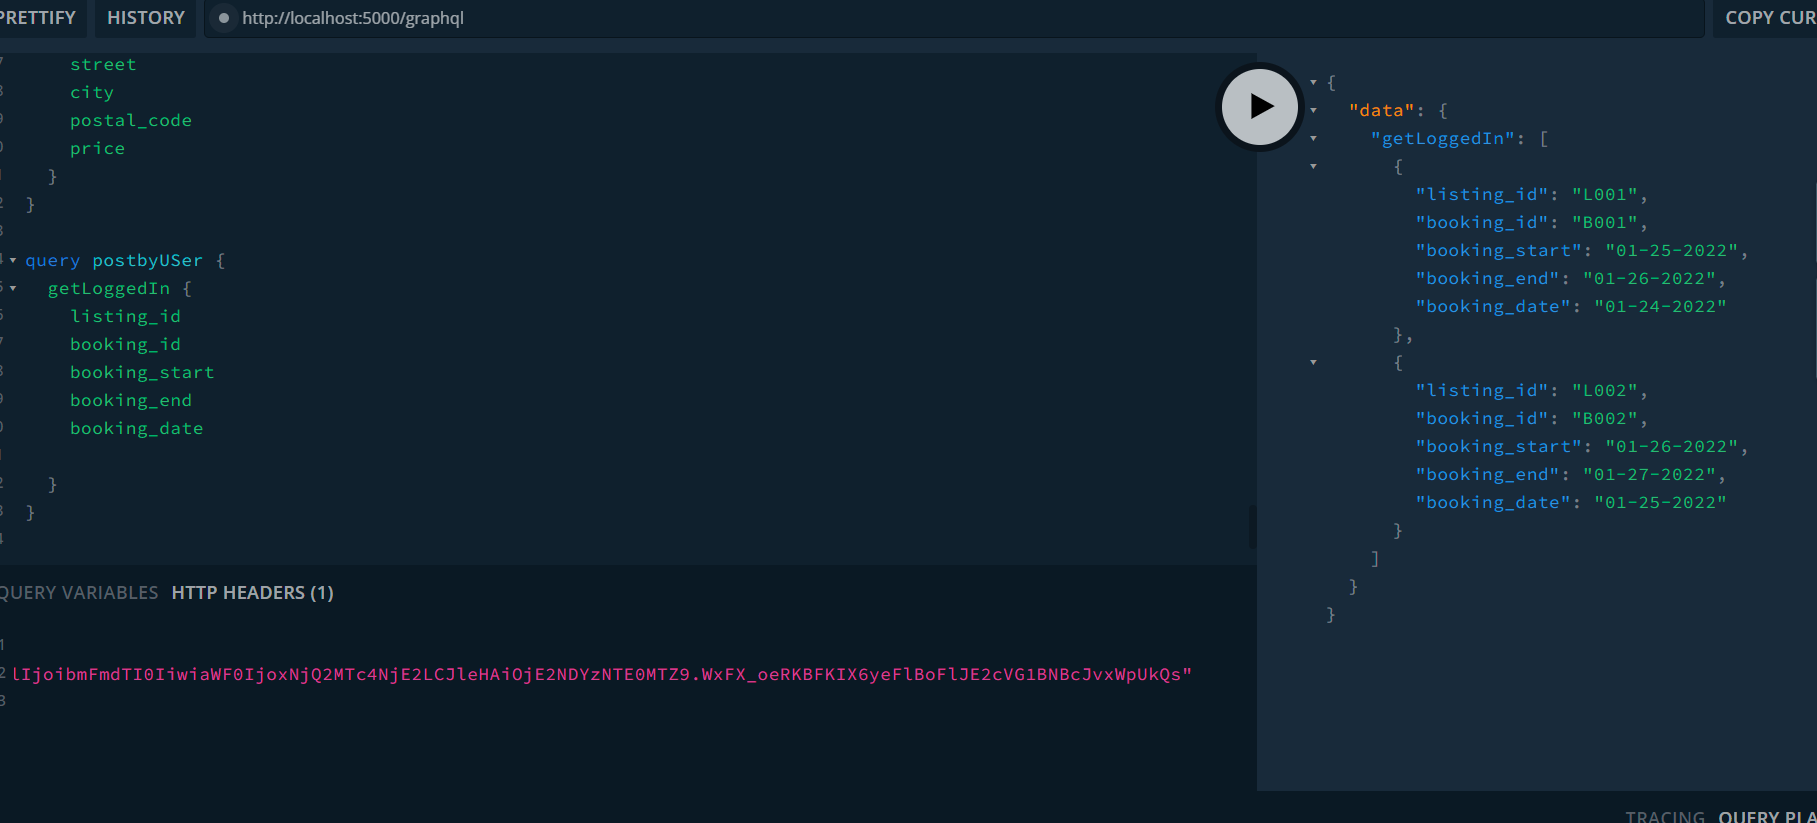 PRETTIFY HISTORY http://localhost:5000/graphql COPY CUR
street
city
postal_code
price
}
}
query postbyUSer {
getLoggedIn {
listing_id
booking_id
booking_start
booking_end
booking_date
}
}
QUERY VARIABLES HTTP HEADERS (1)
1
2 lIjoibmFmdTI0IiwiaWF0IjoxNjQ2MTc4NjE2LCJleHAiOjE2NDYzNTE0MTZ9.WxFX_oeRKBFKIX6yeFlBoFlJE2cVG1BNBcJvxWpUkQs"
3
{
"data": {
"getLoggedIn": [
{
"listing_id": "L001",
"booking_id": "B001",
"booking_start": "01-25-2022",
"booking_end": "01-26-2022",
"booking_date": "01-24-2022"
},
{
"listing_id": "L002",
"booking_id": "B002",
"booking_start": "01-26-2022",
"booking_end": "01-27-2022",
"booking_date": "01-25-2022"
}
]
}
}
TRACING QUERY PLA